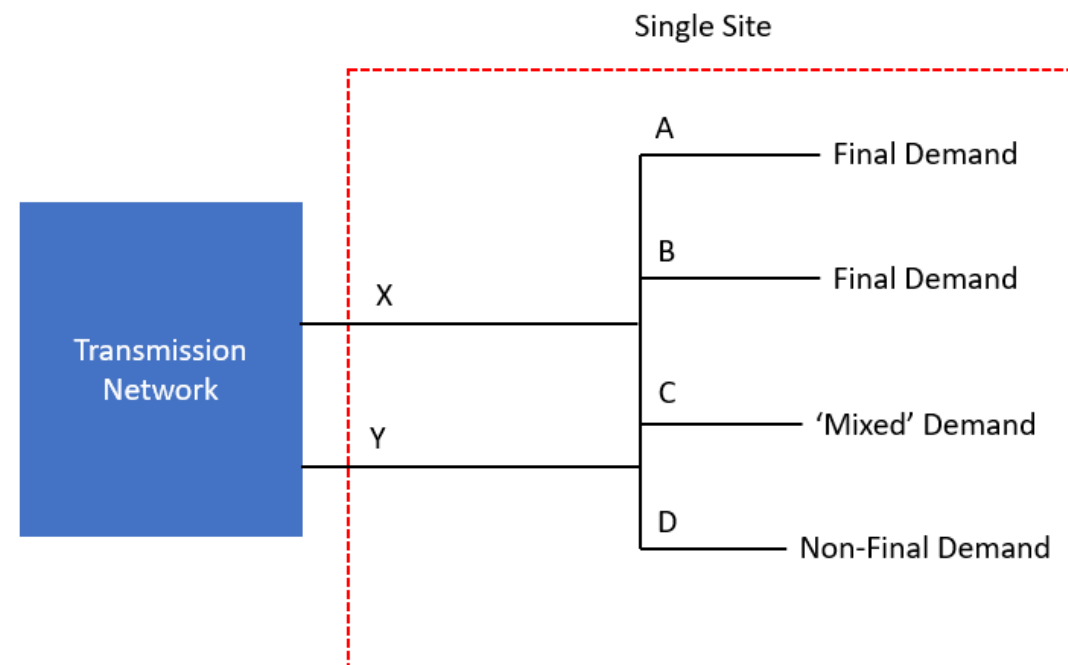 Single Site
A
Final Demand
B
Final Demand
X
Transmission
Network
C
‘Mixed’ Demand
Y
D
Non-Final Demand